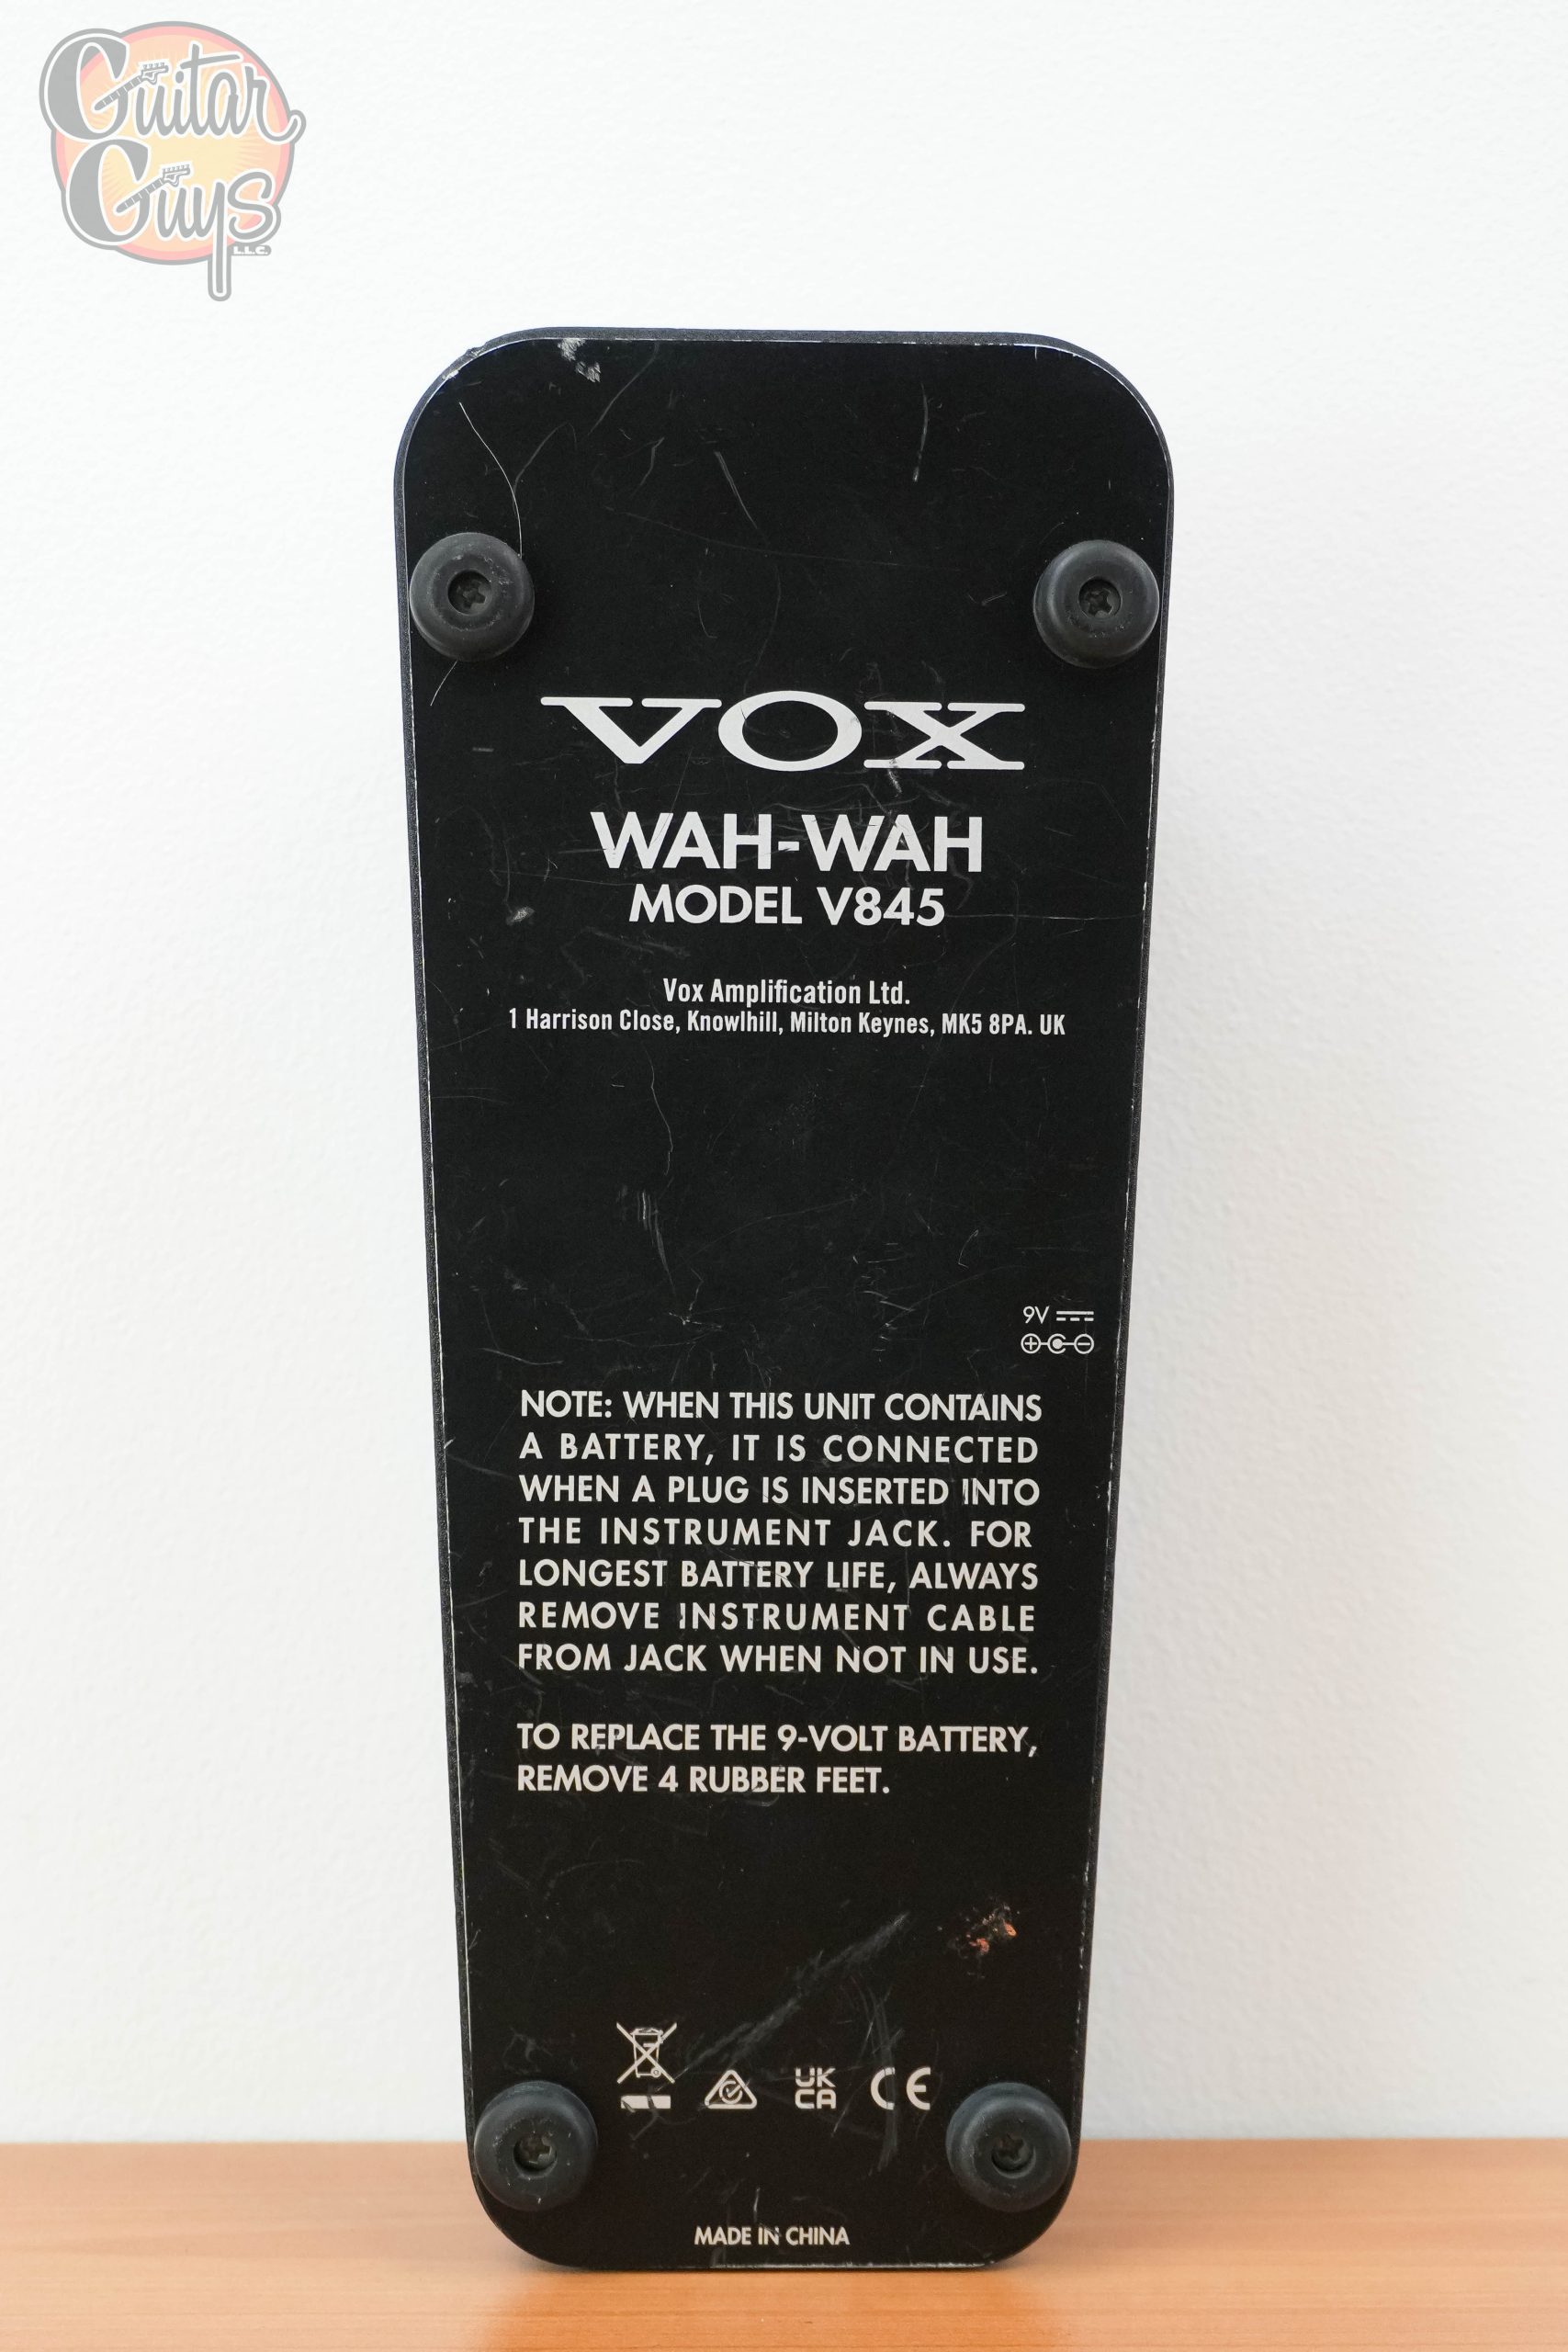 Guitar
Guys
L.L.C.
VOX
WAH-WAH
MODEL V845
Vox Amplification Ltd.
1 Harrison Close, Knowlhill, Milton Keynes, MK5 8PA. UK
9V
NOTE: WHEN THIS UNIT CONTAINS
A BATTERY, IT IS CONNECTED
WHEN A PLUG IS INSERTED INTO
THE INSTRUMENT JACK. FOR
LONGEST BATTERY LIFE, ALWAYS
REMOVE INSTRUMENT CABLE
FROM JACK WHEN NOT IN USE.
TO REPLACE THE 9-VOLT BATTERY,
REMOVE 4 RUBBER FEET.
UK
CA
CE
MADE IN CHINA